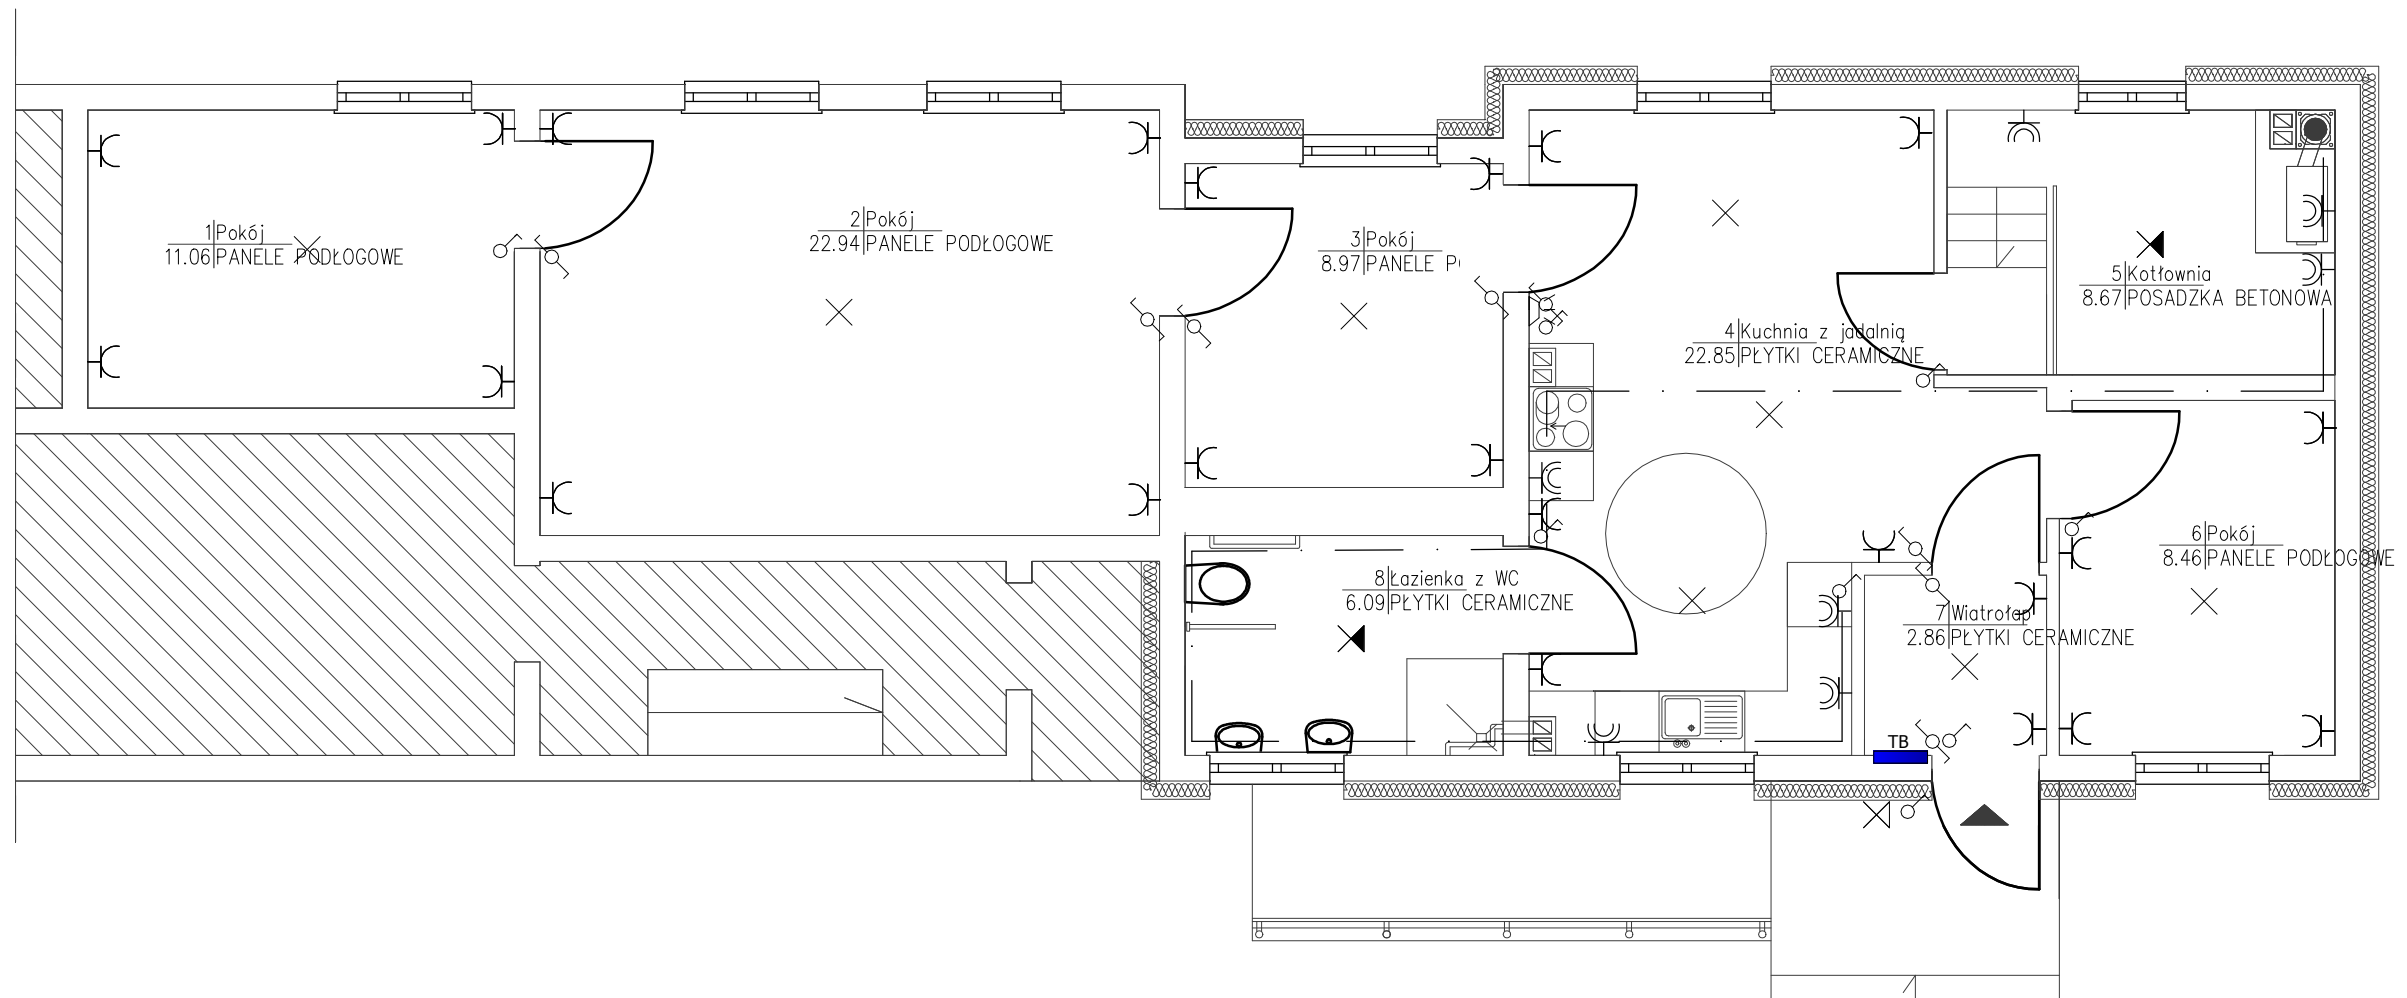 1 Pokój
11.06 PANELE PODŁOGOWE
2 Pokój
22.94 PANELE PODŁOGOWE
3 Pokój
8.97 PANELE P
4 Kuchnia z jadalnią
22.85 PŁYTKI CERAMICZNE
5 Kotłownia
8.67 POSADZKA BETONOWA
6 Pokój
8.46 PANELE PODŁOGOWE
7 Wiatrołap
2.86 PŁYTKI CERAMICZNE
8 Łazienka z WC
6.09 PŁYTKI CERAMICZNE
TB